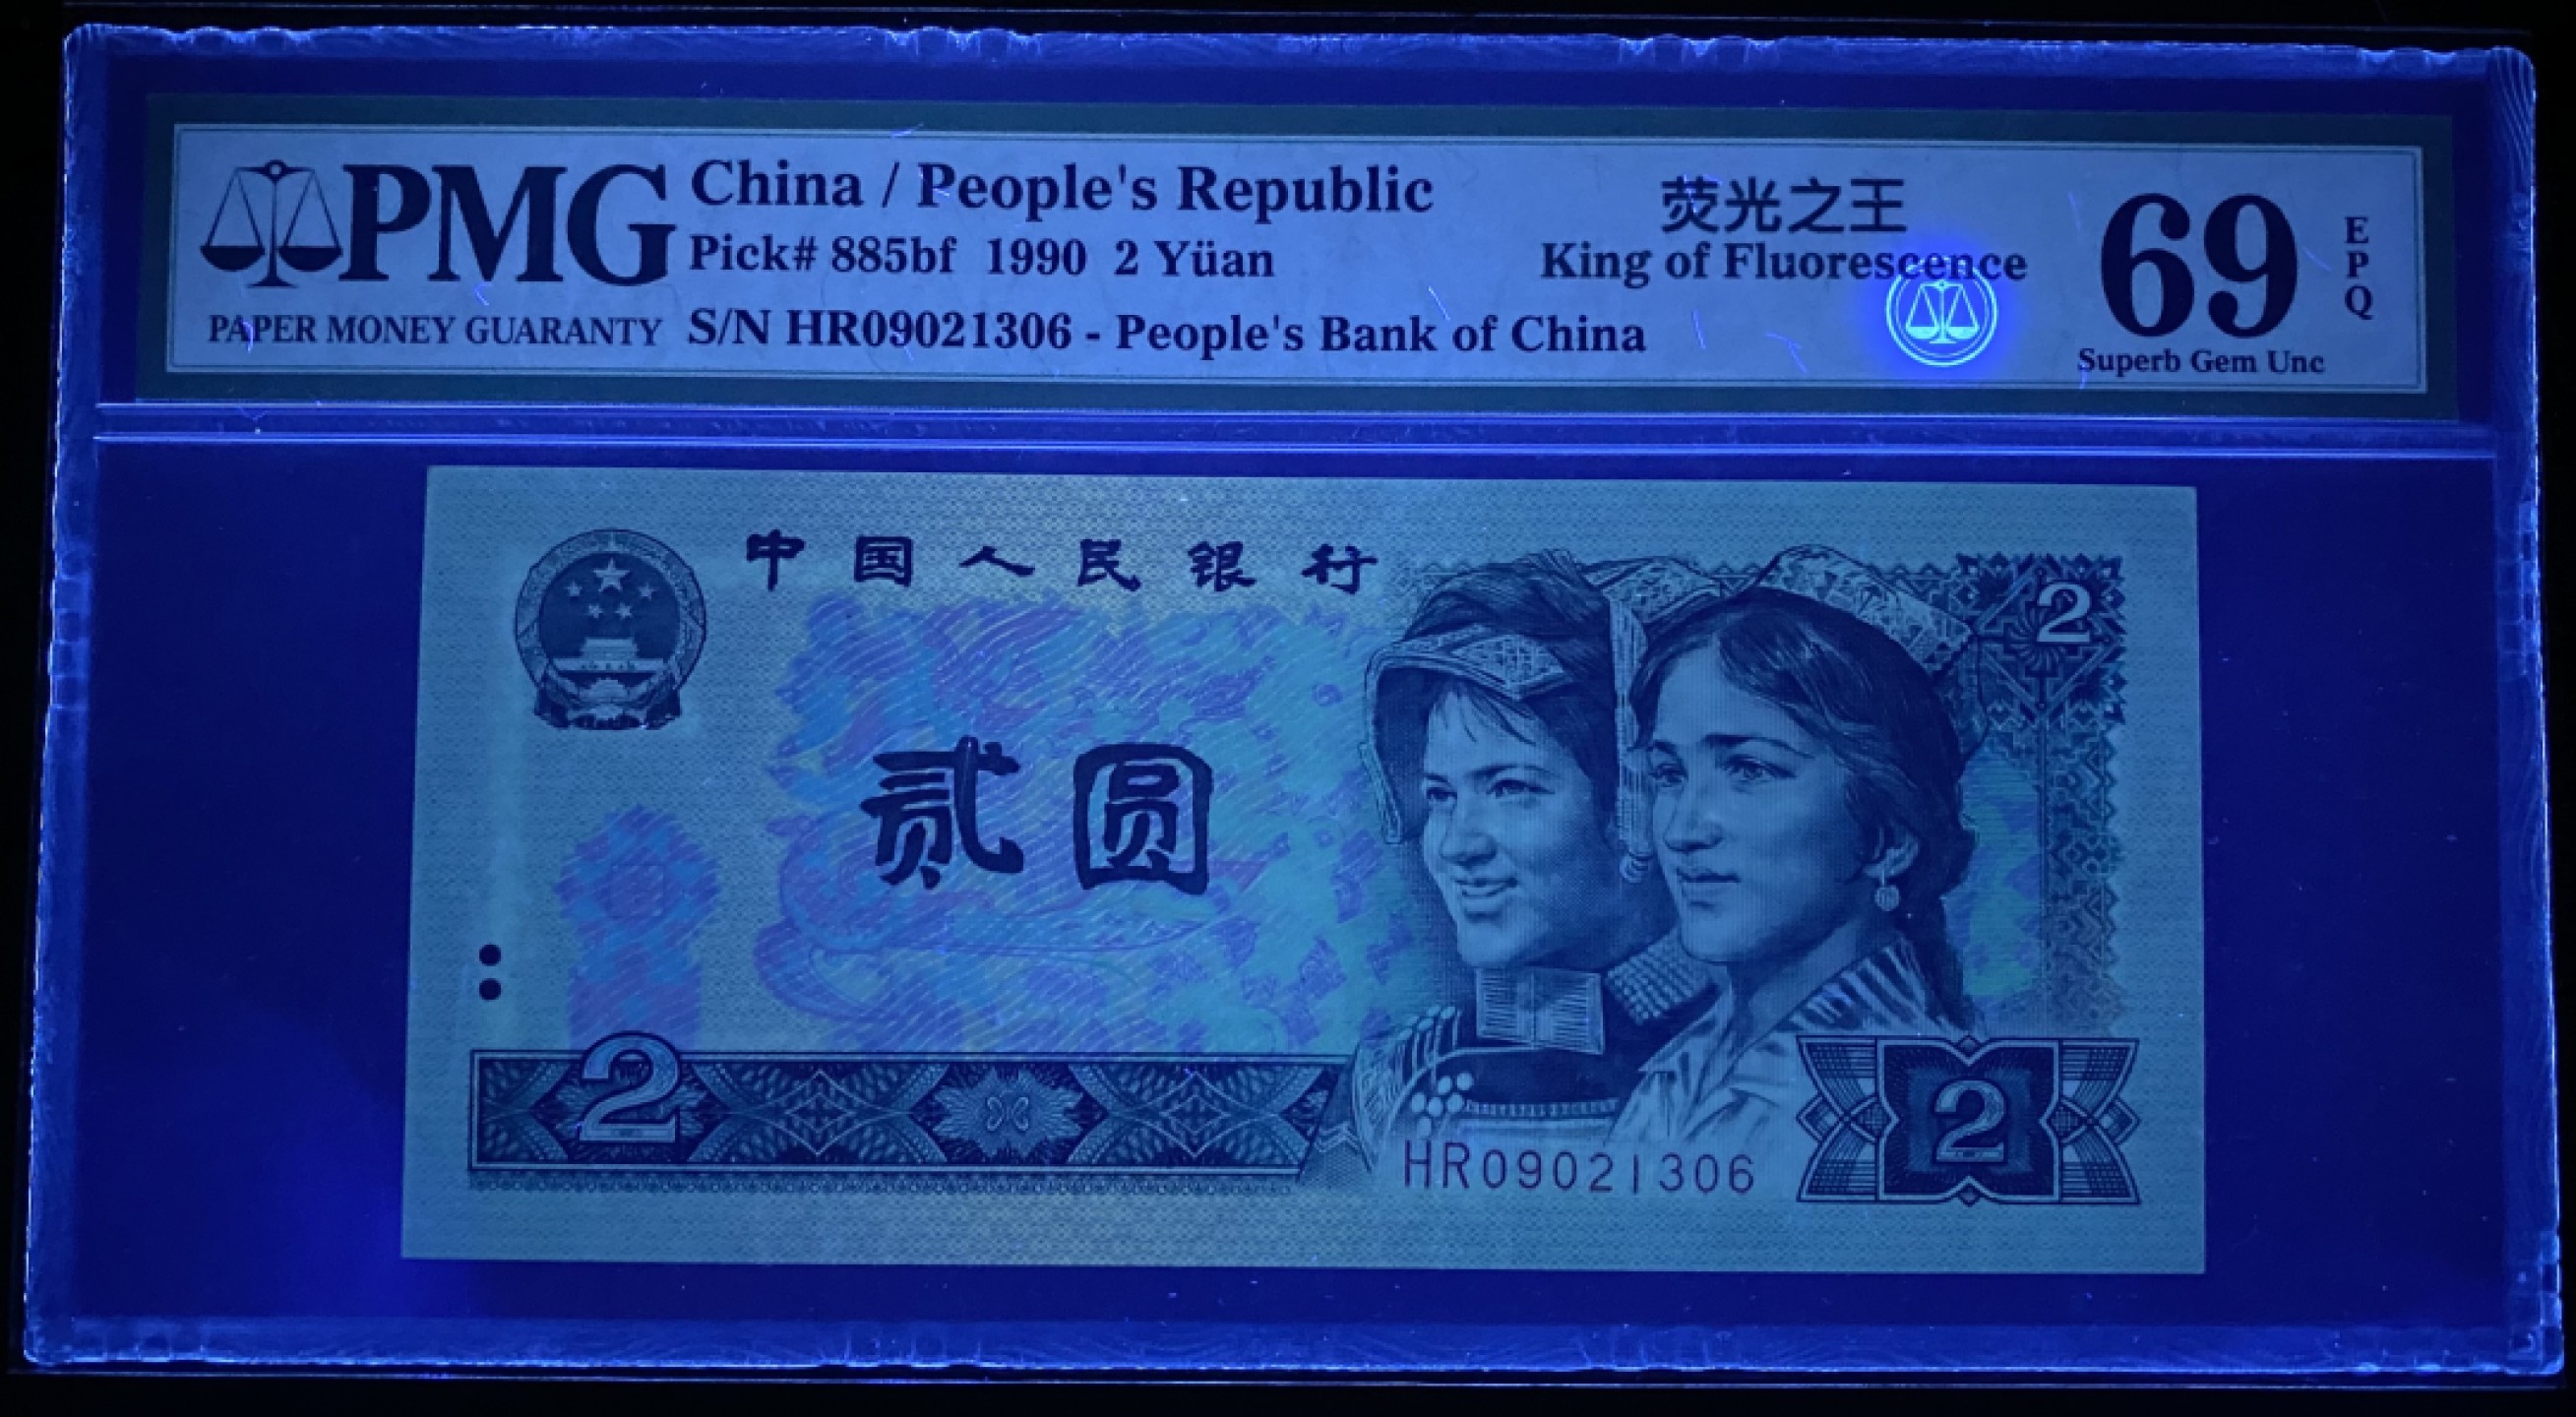 PMG
PAPER MONEY GUARANTY
China / People's Republic
Pick# 885bf 1990 2 Yüan
S/N HR09021306 - People's Bank of China
荧光之王
King of Fluorescence
69
EPQ
Superb Gem Unc
中国人民银行
2
贰圆
2
2
HR09021306